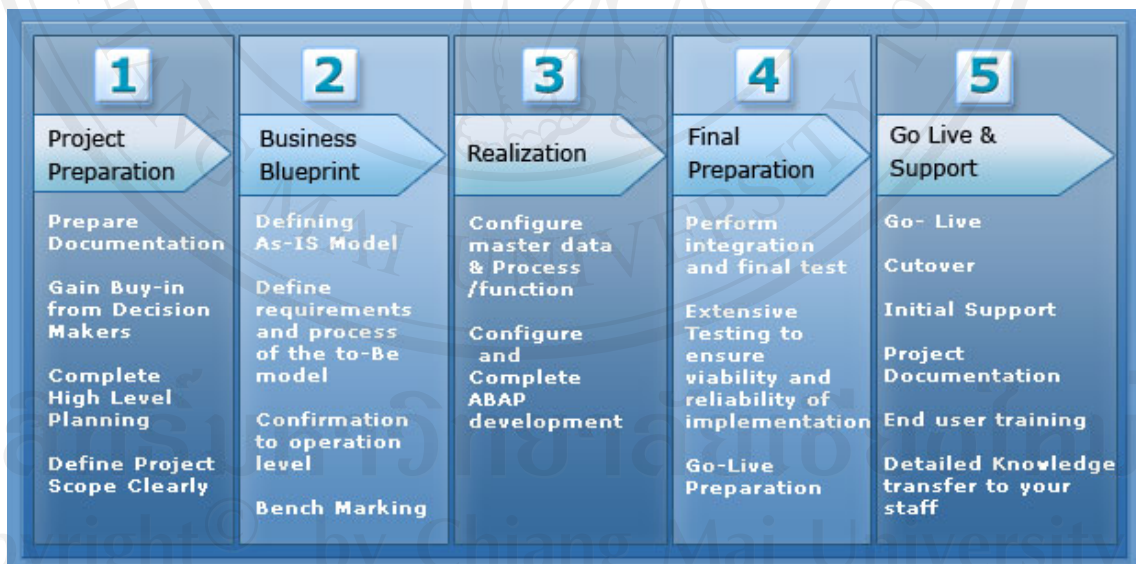 1
Project
Preparation
Prepare
Documentation
Gain Buy-in
from Decision
Makers
Complete
High Level
Planning
Define Project
Scope Clearly
2
Business
Blueprint
Defining
As-IS Model
Define
requirements
and process
of the to-Be
model
Confirmation
to operation
level
Bench Marking
3
Realization
Configure
master data
& Process
/function
Configure
and
Complete
ABAP
development
4
Final
Preparation
Perform
integration
and final test
Extensive
Testing to
ensure
viability and
reliability of
implementation
Go-Live
Preparation
5
Go Live &
Support
Go- Live
Cutover
Initial Support
Project
Documentation
End user training
Detailed Knowledge
transfer to your
staff
by Chiang Mai University